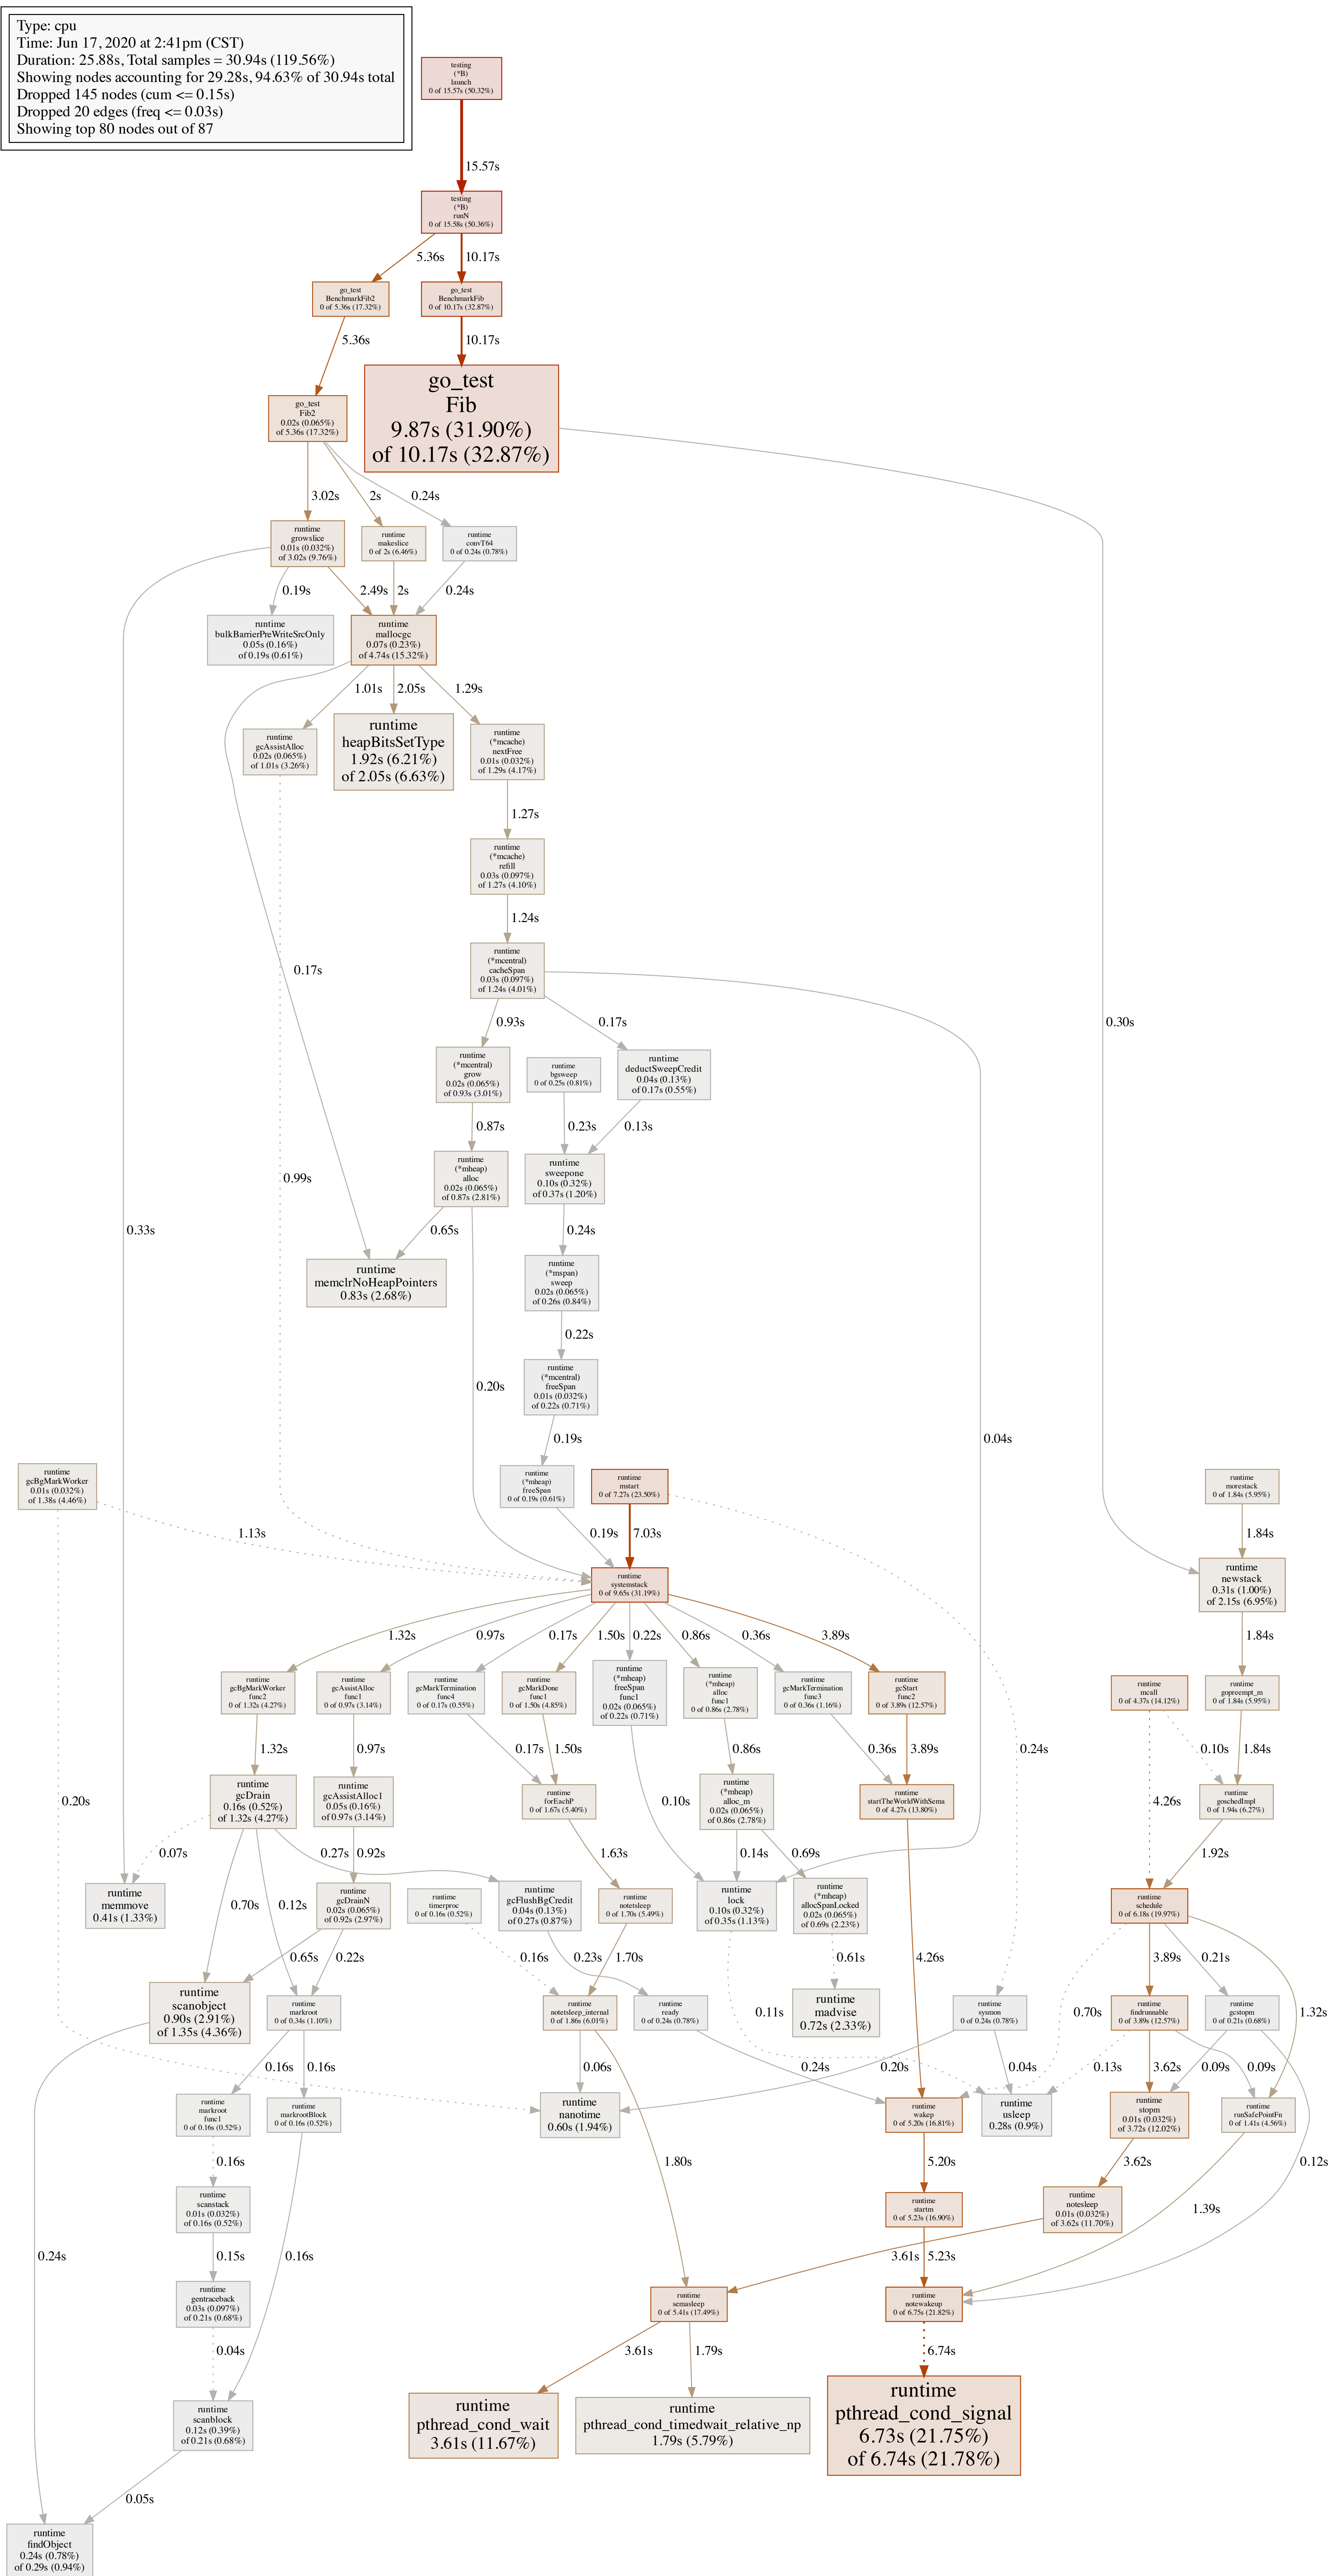 Type: cpu
Time: Jun 17, 2020 at 2:41pm (CST)
Duration: 25.88s, Total samples = 30.94s (119.56%)
Showing nodes accounting for 29.28s, 94.63% of 30.94s total
Dropped 145 nodes (cum <= 0.15s)
Dropped 20 edges (freq <= 0.03s)
Showing top 80 nodes out of 87
testing
(*B)
launch
0 of 15.57s (50.32%)
15.57s
testing
(*B)
runN
0 of 15.58s (50.36%)
5.36s
10.17s
go_test
BenchmarkFib2
0 of 5.36s (17.32%)
go_test
BenchmarkFib
0 of 10.17s (32.87%)
5.36s
10.17s
go_test
Fib2
0.02s (0.065%)
of 5.36s (17.32%)
go_test
Fib
9.87s (31.90%)
of 10.17s (32.87%)
3.02s
2s
0.24s
runtime
growslice
0.01s (0.032%)
of 3.02s (9.76%)
runtime
makeslice
0 of 2s (6.46%)
runtime
convT64
0 of 0.24s (0.78%)
0.19s
2.49s
2s
0.24s
runtime
bulkBarrierPreWriteSrcOnly
0.05s (0.16%)
of 0.19s (0.61%)
runtime
mallocgc
0.07s (0.23%)
of 4.74s (15.32%)
1.01s
2.05s
1.29s
runtime
gcAssistAlloc
0.02s (0.065%)
of 1.01s (3.26%)
runtime
heapBitsSetType
1.92s (6.21%)
of 2.05s (6.63%)
runtime
(*mcache)
nextFree
0.01s (0.032%)
of 1.29s (4.17%)
1.27s
runtime
(*mcache)
refill
0.03s (0.097%)
of 1.27s (4.10%)
1.24s
runtime
(*mcentral)
cacheSpan
0.03s (0.097%)
of 1.24s (4.01%)
0.17s
0.93s
0.17s
0.30s
runtime
(*mcentral)
grow
0.02s (0.065%)
of 0.93s (3.01%)
runtime
bgsweep
0 of 0.25s (0.81%)
runtime
deductSweepCredit
0.04s (0.13%)
of 0.17s (0.55%)
0.87s
0.23s
0.13s
runtime
(*mheap)
alloc
0.02s (0.065%)
of 0.87s (2.81%)
runtime
sweepone
0.10s (0.32%)
of 0.37s (1.20%)
0.99s
0.33s
0.65s
0.24s
runtime
memclrNoHeapPointers
0.83s (2.68%)
runtime
(*mspan)
sweep
0.02s (0.065%)
of 0.26s (0.84%)
0.22s
runtime
(*mcentral)
freeSpan
0.01s (0.032%)
of 0.22s (0.71%)
0.20s
0.19s
0.04s
runtime
gcBgMarkWorker
0.01s (0.032%)
of 1.38s (4.46%)
runtime
(*mheap)
freeSpan
0 of 0.19s (0.61%)
runtime
mstart
0 of 7.27s (23.50%)
runtime
morestack
0 of 1.84s (5.95%)
1.13s
0.19s
7.03s
1.84s
runtime
systemstack
0 of 9.65s (31.19%)
runtime
newstack
0.31s (1.00%)
of 2.15s (6.95%)
1.32s
0.97s
0.17s
1.50s
0.22s
0.86s
0.36s
3.89s
1.84s
runtime
gcBgMarkWorker
func2
0 of 1.32s (4.27%)
runtime
gcAssistAlloc
func1
0 of 0.97s (3.14%)
runtime
gcMarkTermination
func4
0 of 0.17s (0.55%)
runtime
gcMarkDone
func1
0 of 1.50s (4.85%)
runtime
(*mheap)
freeSpan
func1
0.02s (0.065%)
of 0.22s (0.71%)
runtime
(*mheap)
alloc
func1
0 of 0.86s (2.78%)
runtime
gcMarkTermination
func3
0 of 0.36s (1.16%)
runtime
gcStart
func2
0 of 3.89s (12.57%)
runtime
mcall
0 of 4.37s (14.12%)
runtime
gopreempt_m
0 of 1.84s (5.95%)
1.32s
0.97s
0.17s
1.50s
0.86s
0.36s
3.89s
0.24s
0.10s
1.84s
runtime
gcDrain
0.16s (0.52%)
of 1.32s (4.27%)
runtime
gcAssistAlloc1
0.05s (0.16%)
of 0.97s (3.14%)
runtime
forEachP
0 of 1.67s (5.40%)
runtime
(*mheap)
alloc_m
0.02s (0.065%)
of 0.86s (2.78%)
runtime
startTheWorldWithSema
0 of 4.27s (13.80%)
runtime
goschedImpl
0 of 1.94s (6.27%)
0.20s
0.10s
4.26s
0.07s
0.27s
0.92s
1.63s
0.14s
0.69s
1.92s
runtime
memmove
0.41s (1.33%)
0.70s
0.12s
runtime
gcDrainN
0.02s (0.065%)
of 0.92s (2.97%)
runtime
timerproc
0 of 0.16s (0.52%)
runtime
gcFlushBgCredit
0.04s (0.13%)
of 0.27s (0.87%)
runtime
notetsleep
0 of 1.70s (5.49%)
runtime
lock
0.10s (0.32%)
of 0.35s (1.13%)
runtime
(*mheap)
allocSpanLocked
0.02s (0.065%)
of 0.69s (2.23%)
runtime
schedule
0 of 6.18s (19.97%)
0.65s
0.22s
0.16s
0.23s
1.70s
0.61s
4.26s
3.89s
0.21s
runtime
scanobject
0.90s (2.91%)
of 1.35s (4.36%)
runtime
markroot
0 of 0.34s (1.10%)
runtime
notetsleep_internal
0 of 1.86s (6.01%)
runtime
ready
0 of 0.24s (0.78%)
0.11s
runtime
madvise
0.72s (2.33%)
runtime
sysmon
0 of 0.24s (0.78%)
0.70s
runtime
findrunnable
0 of 3.89s (12.57%)
runtime
gcstopm
0 of 0.21s (0.68%)
1.32s
0.16s
0.16s
0.06s
0.24s
0.20s
0.04s
0.13s
3.62s
0.09s
0.09s
runtime
markroot
func1
0 of 0.16s (0.52%)
runtime
markrootBlock
0 of 0.16s (0.52%)
runtime
nanotime
0.60s (1.94%)
runtime
wakep
0 of 5.20s (16.81%)
runtime
usleep
0.28s (0.9%)
runtime
stopm
0.01s (0.032%)
of 3.72s (12.02%)
runtime
runSafePointFn
0 of 1.41s (4.56%)
0.16s
1.80s
5.20s
3.62s
0.12s
runtime
scanstack
0.01s (0.032%)
of 0.16s (0.52%)
runtime
startm
0 of 5.23s (16.90%)
runtime
notesleep
0.01s (0.032%)
of 3.62s (11.70%)
1.39s
0.24s
0.15s
0.16s
3.61s
5.23s
runtime
gentraceback
0.03s (0.097%)
of 0.21s (0.68%)
runtime
semasleep
0 of 5.41s (17.49%)
runtime
notewakeup
0 of 6.75s (21.82%)
0.04s
3.61s
1.79s
6.74s
runtime
scanblock
0.12s (0.39%)
of 0.21s (0.68%)
runtime
pthread_cond_wait
3.61s (11.67%)
runtime
pthread_cond_timedwait_relative_np
1.79s (5.79%)
runtime
pthread_cond_signal
6.73s (21.75%)
of 6.74s (21.78%)
0.05s
runtime
findObject
0.24s (0.78%)
of 0.29s (0.94%)